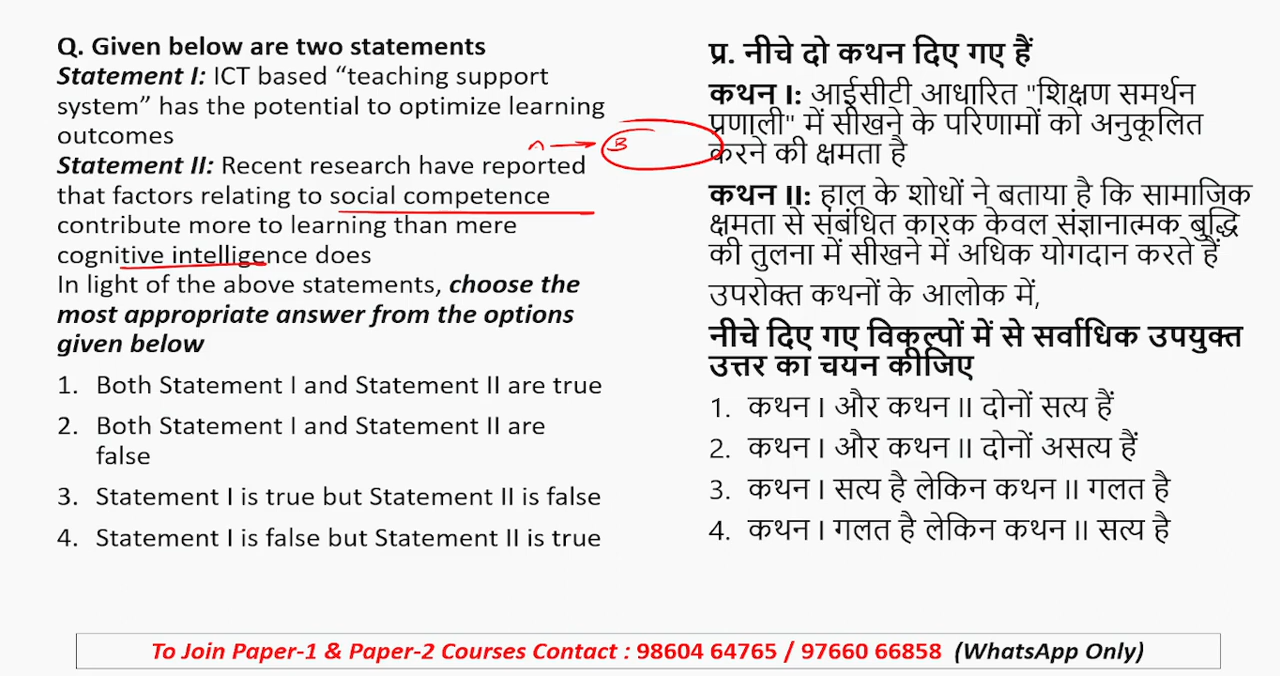 Q. Given below are two statements
Statement I: ICT based “teaching support
system” has the potential to optimize learning
outcomes
A → B
Statement II: Recent research have reported
that factors relating to social competence
contribute more to learning than mere
cognitive intelligence does
In light of the above statements, choose the
most appropriate answer from the options
given below
1. Both Statement I and Statement II are true
2. Both Statement I and Statement II are
false
3. Statement I is true but Statement II is false
4. Statement I is false but Statement II is true
प्र. नीचे दो कथन दिए गए हैं
कथन I: आईसीटी आधारित "शिक्षण समर्थन
प्रणाली" में सीखने के परिणामों को अनुकूलित
करने की क्षमता है
कथन II: हाल के शोधों ने बताया है कि सामाजिक
क्षमता से संबंधित कारक केवल संज्ञानात्मक बुद्धि
की तुलना में सीखने में अधिक योगदान करते हैं
उपरोक्त कथनों के आलोक में,
नीचे दिए गए विकल्पों में से सर्वाधिक उपयुक्त
उत्तर का चयन कीजिए
1. कथन I और कथन II दोनों सत्य हैं
2. कथन I और कथन II दोनों असत्य हैं
3. कथन I सत्य है लेकिन कथन II गलत है
4. कथन I गलत है लेकिन कथन II सत्य है
To Join Paper-1 & Paper-2 Courses Contact : 98604 64765 / 97660 66858 (WhatsApp Only)